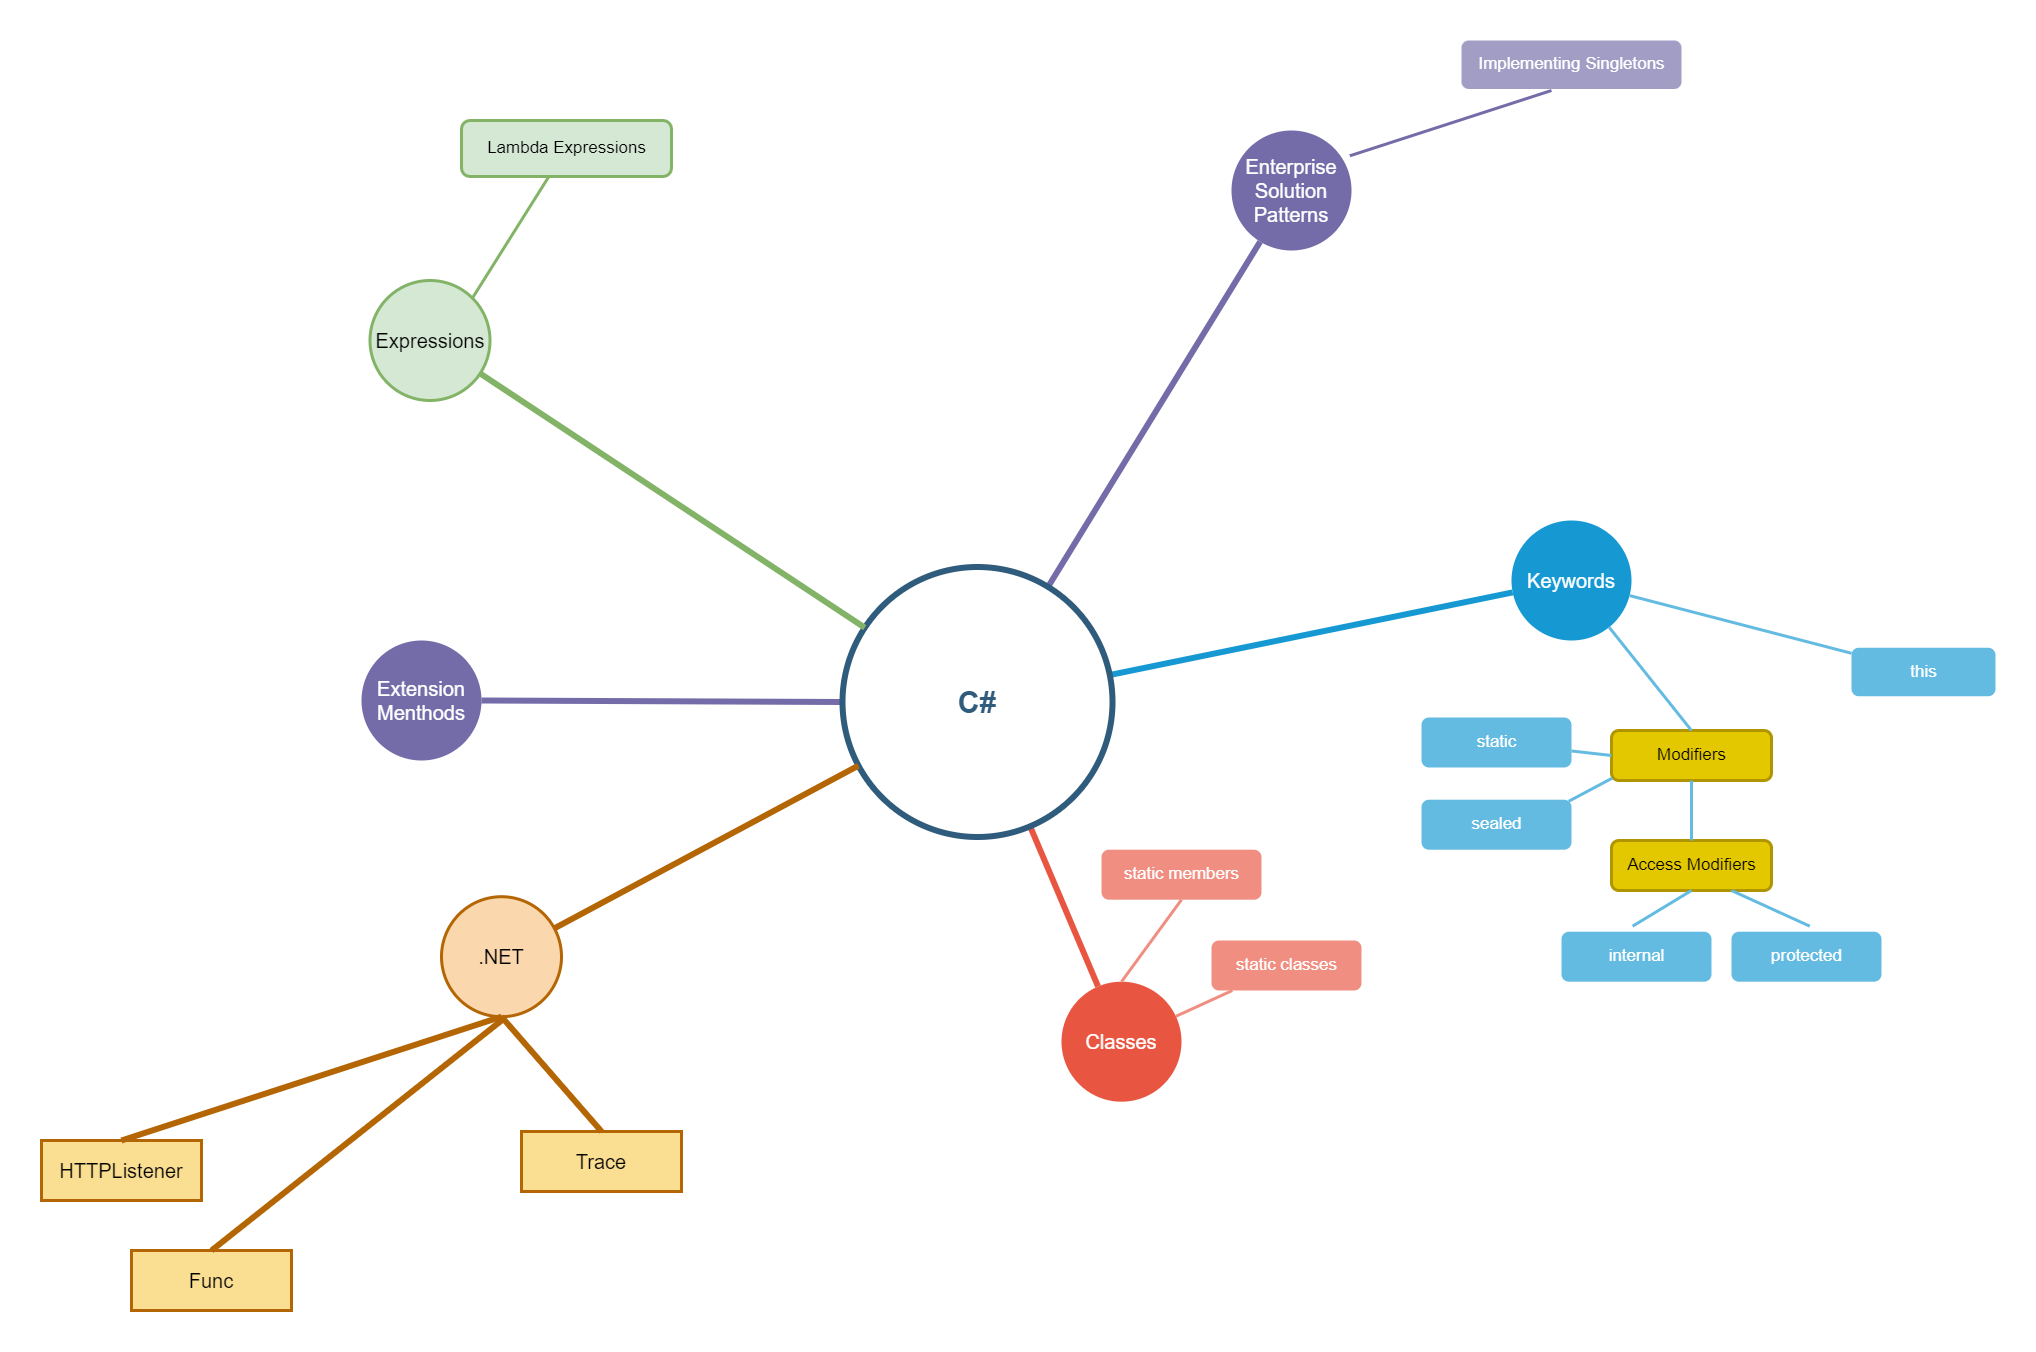 Implementing Singletons
Lambda Expressions
Enterprise
Solution
Patterns
Expressions
Keywords
this
Extension
Menthods
C#
static
Modifiers
sealed
Access Modifiers
static members
internal
protected
.NET
static classes
Classes
HTTPListener
Trace
Func